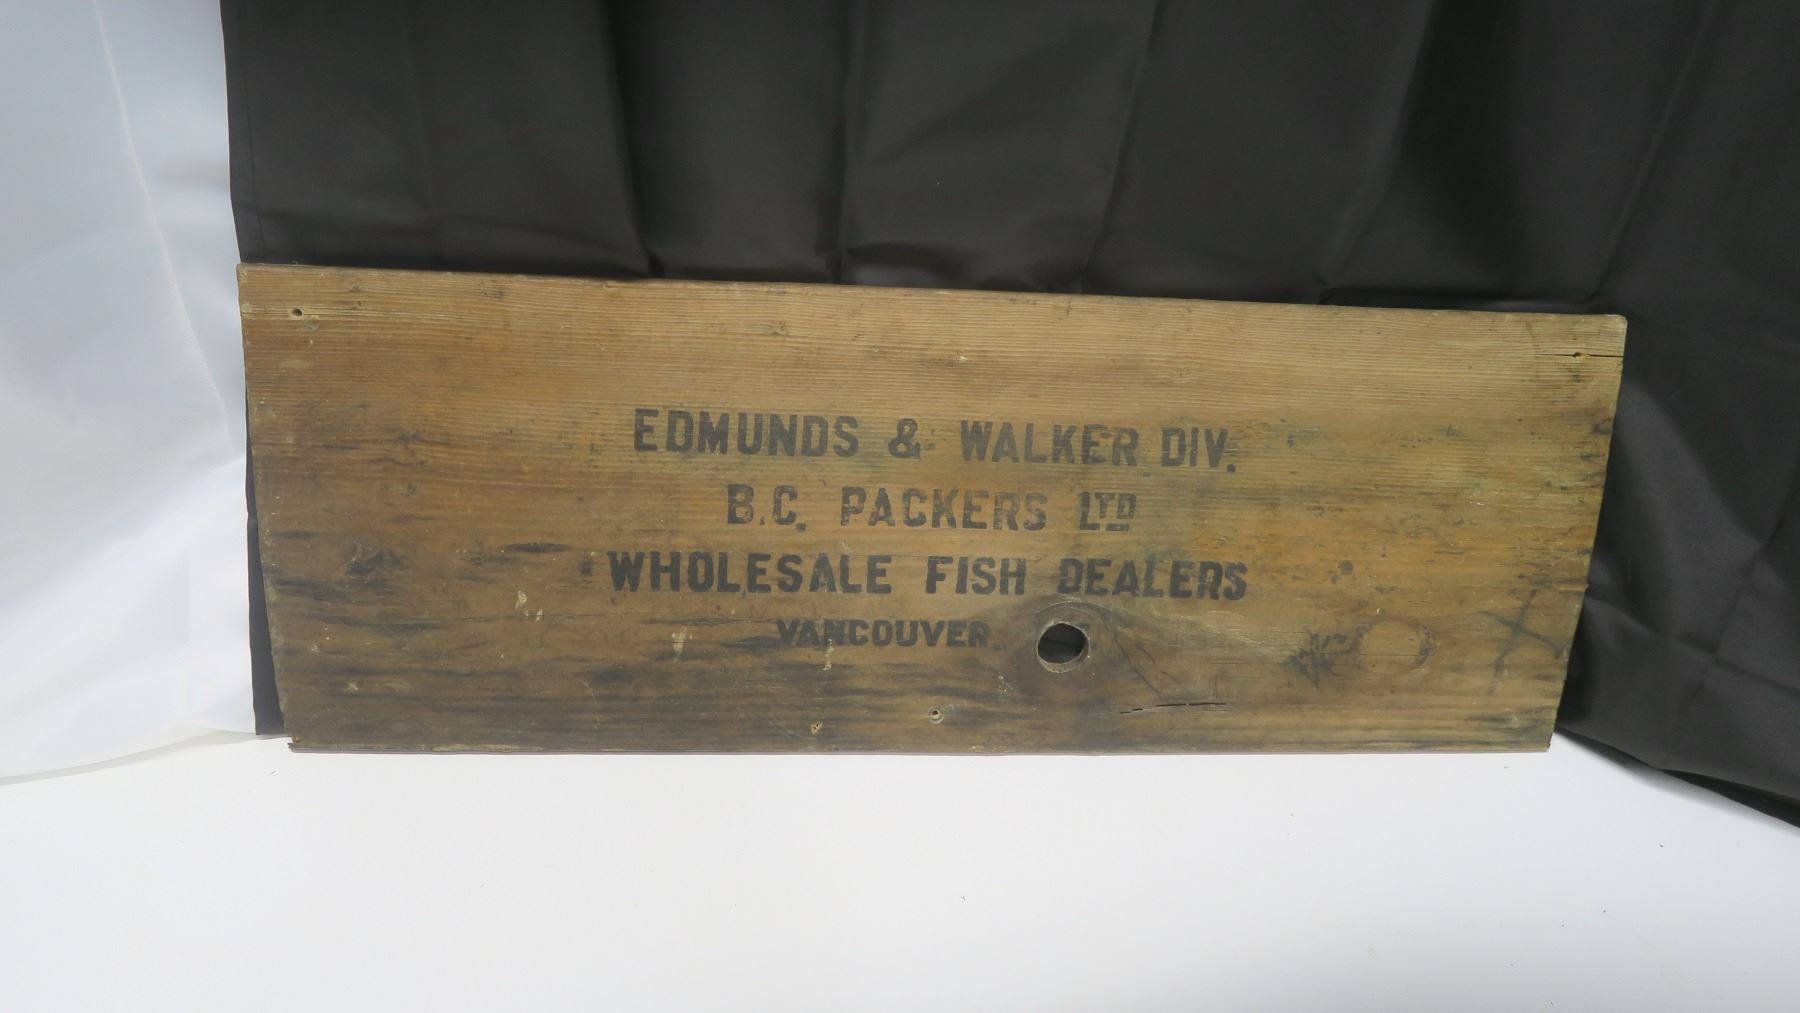 EDMUNDS & WALKER DIV.
B.C. PACKERS LTD
WHOLESALE FISH DEALERS
VANCOUVER.